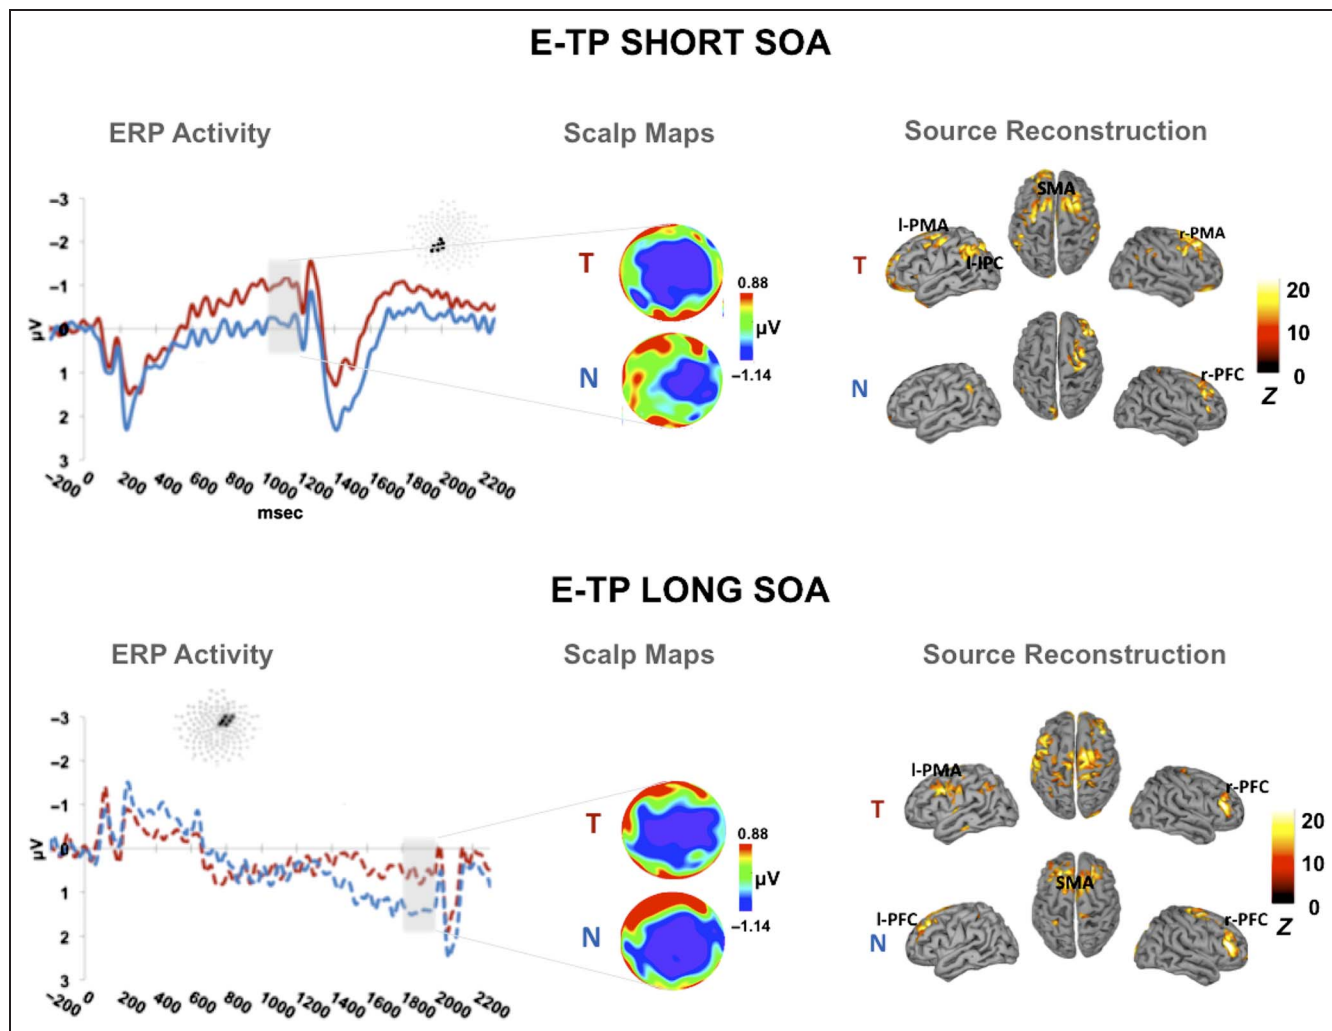 E-TP SHORT SOA
ERP Activity
Scalp Maps
Source Reconstruction
−3
−2
−1
0
1
2
3
μV
−200
0
200
400
600
800
1000
1200
1400
1600
1800
2000
2200
msec
T
N
0.88
μV
−1.14
SMA
l-PMA
r-PMA
l-IPC
T
N
r-PFC
20
10
0
Z
E-TP LONG SOA
ERP Activity
Scalp Maps
Source Reconstruction
−3
−2
−1
0
1
2
3
μV
−200
0
200
400
600
800
1000
1200
1400
1600
1800
2000
2200
T
N
0.88
μV
−1.14
l-PMA
r-PFC
T
SMA
l-PFC
r-PFC
N
20
10
0
Z